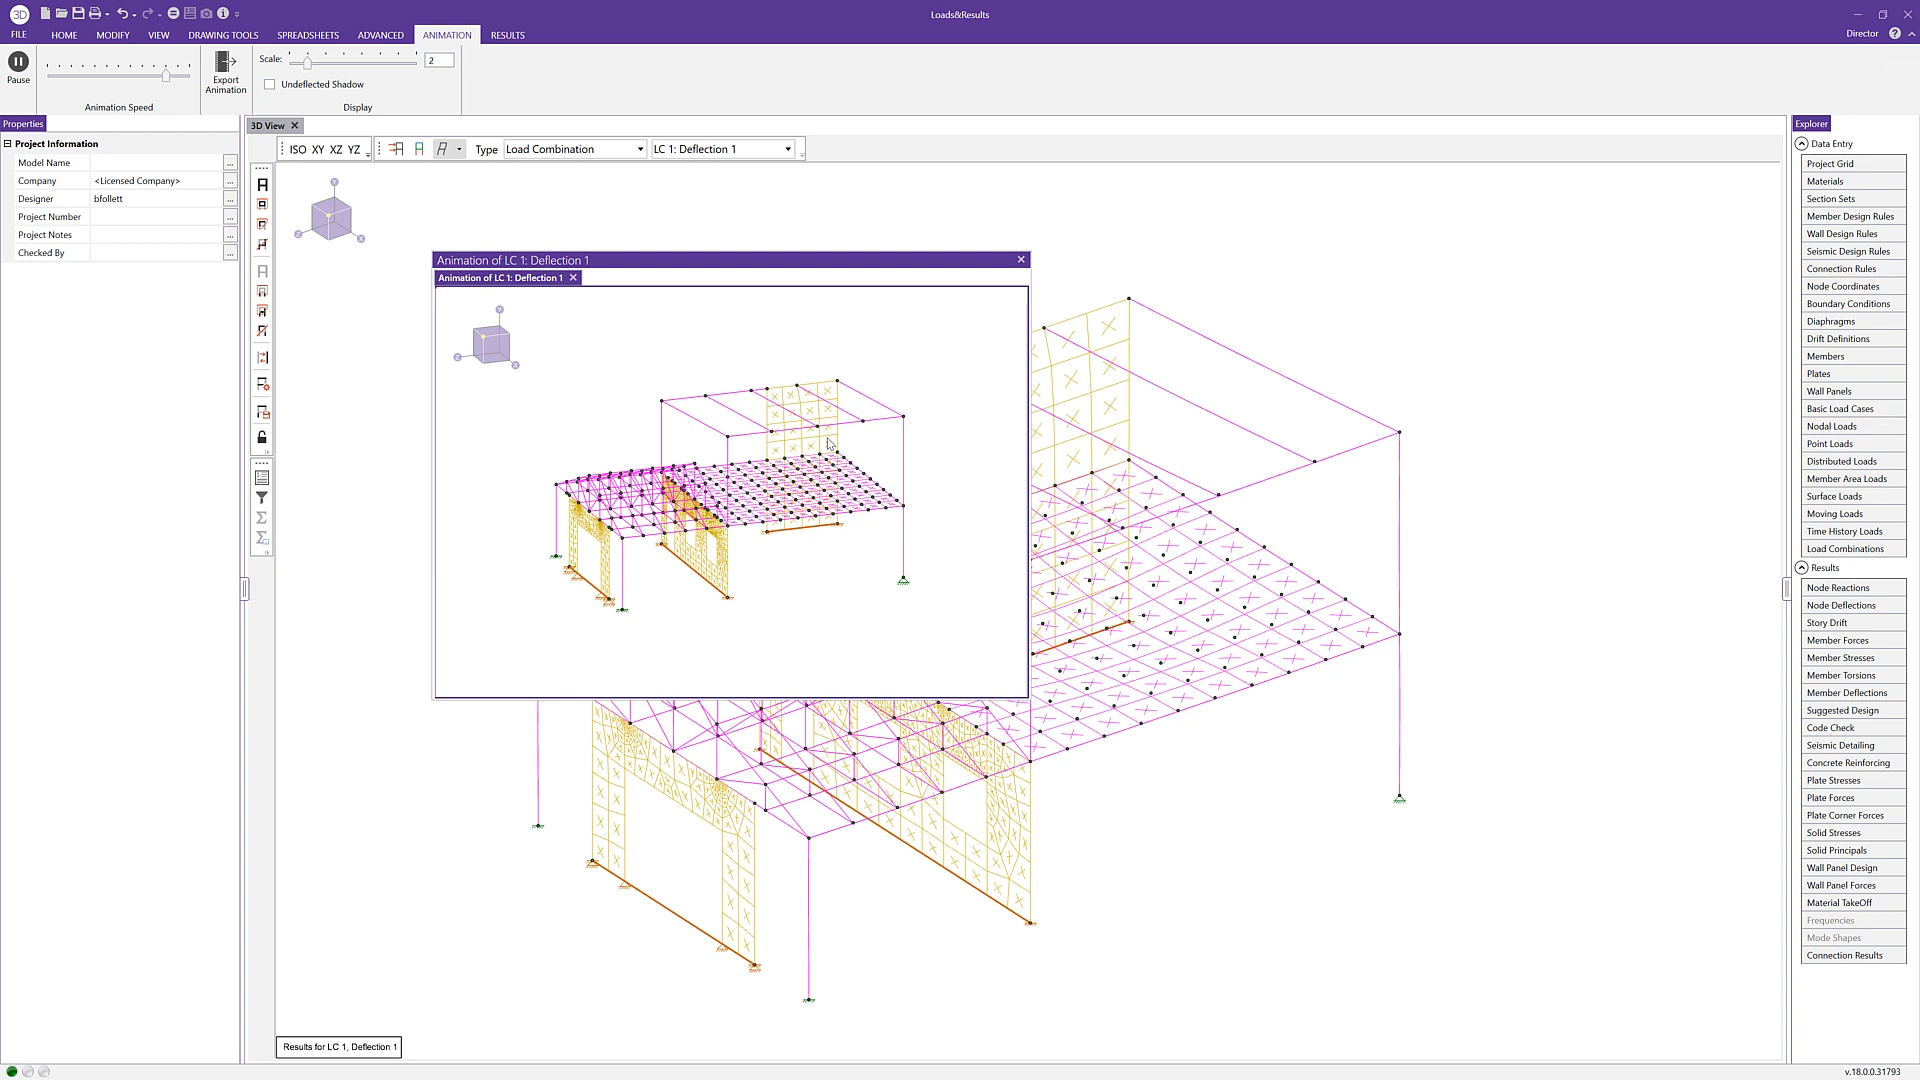 3D
Loads&Results
FILE HOME MODIFY VIEW DRAWING TOOLS SPREADSHEETS ADVANCED ANIMATION RESULTS
Director
Pause
Animation Speed
Export Animation
Scale:
2
Undeflected Shadow
Display
Properties
Project Information
Model Name
Company <Licensed Company>
Designer bfollett
Project Number
Project Notes
Checked By
3D View
ISO XY XZ YZ Type Load Combination LC 1: Deflection 1
Y
Z
X
Animation of LC 1: Deflection 1
Animation of LC 1: Deflection 1
Y
Z
X
Results for LC 1, Deflection 1
Explorer
Data Entry
Project Grid
Materials
Section Sets
Member Design Rules
Wall Design Rules
Seismic Design Rules
Connection Rules
Node Coordinates
Boundary Conditions
Diaphragms
Drift Definitions
Members
Plates
Wall Panels
Basic Load Cases
Nodal Loads
Point Loads
Distributed Loads
Member Area Loads
Surface Loads
Moving Loads
Time History Loads
Load Combinations
Results
Node Reactions
Node Deflections
Story Drift
Member Forces
Member Stresses
Member Torsions
Member Deflections
Suggested Design
Code Check
Seismic Detailing
Concrete Reinforcing
Plate Stresses
Plate Forces
Plate Corner Forces
Solid Stresses
Solid Principals
Wall Panel Design
Wall Panel Forces
Material TakeOff
Frequencies
Mode Shapes
Connection Results
v.18.0.0.31793